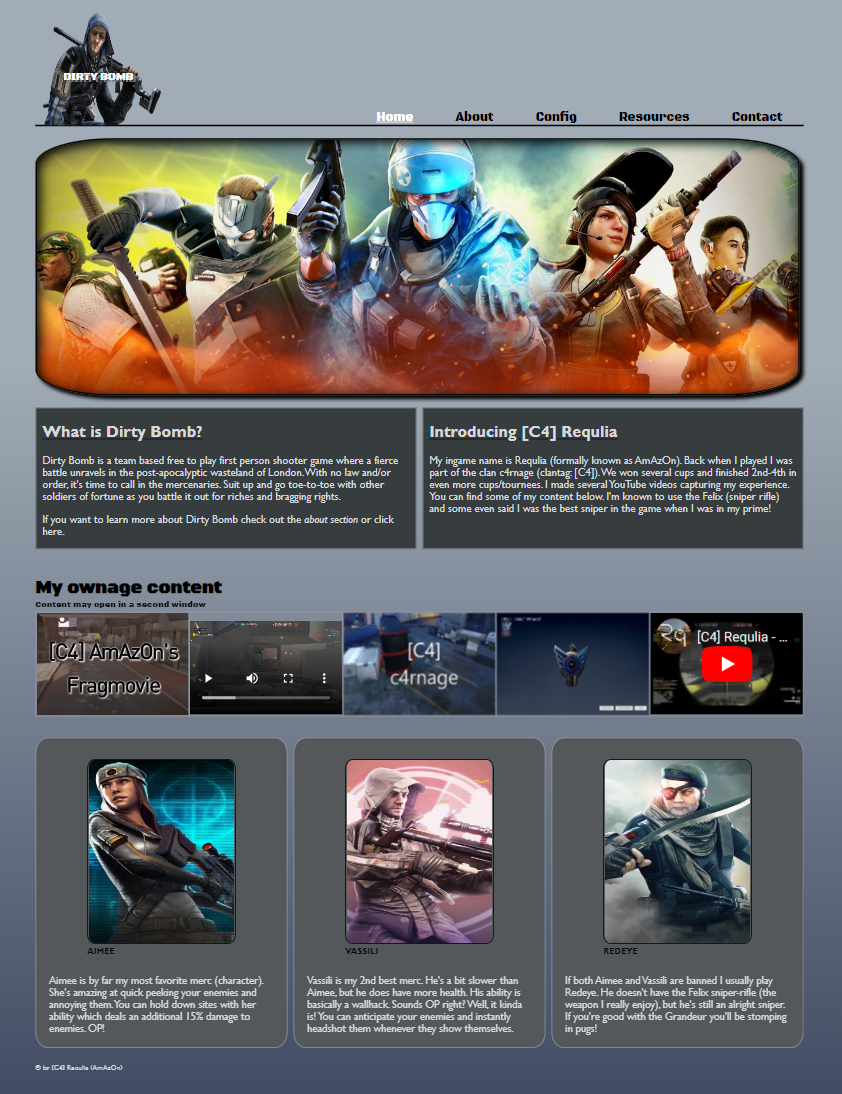 DIRTY BOMB
Home About Config Resources Contact
What is Dirty Bomb?
Dirty Bomb is a team based free to play first person shooter game where a fierce
battle unravels in the post-apocalyptic wasteland of London. With no law and/or
order, it's time to call in the mercenaries. Suit up and go toe-to-toe with other
soldiers of fortune as you battle it out for riches and bragging rights.
If you want to learn more about Dirty Bomb check out the about section or click
here.
Introducing [C4] Requlia
My ingame name is Requlia (formally known as AmAzOn). Back when I played I was
part of the clan c4rnage (clantag: [C4]). We won several cups and finished 2nd-4th in
even more cups/tournees. I made several YouTube videos capturing my experience.
You can find some of my content below. I'm known to use the Felix (sniper rifle)
and some even said I was the best sniper in the game when I was in my prime!
My ownage content
Content may open in a second window
[C4] AmAz0n's
Fragmovie
[C4]
c4rnage
[C4] Requlia - ...
AIMEE
Aimee is by far my most favorite merc (character).
She's amazing at quick peeking your enemies and
annoying them. You can hold down sites with her
ability which deals an additional 15% damage to
enemies. OP!
VASSILI
Vassili is my 2nd best merc. He's a bit slower than
Aimee, but he does have more health. His ability is
basically a wallhack. Sounds OP right? Well, it kinda
is! You can anticipate your enemies and instantly
headshot them whenever they show themselves.
REDEYE
If both Aimee and Vassili are banned I usually play
Redeye. He doesn't have the Felix sniper-rifle (the
weapon I really enjoy), but he's still an alright sniper.
If you're good with the Grandeur you'll be stomping
in pugs!
© by [C4] Requlia (AmAzOn)